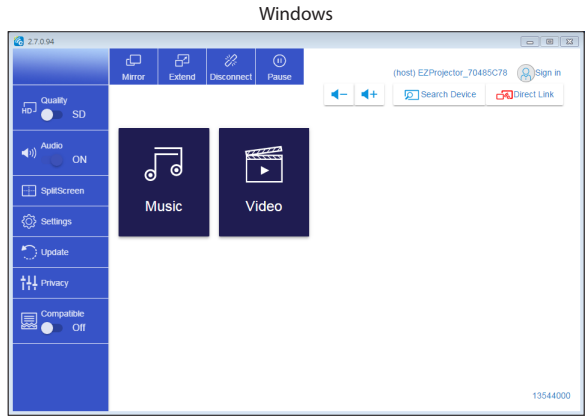 Windows
2.7.0.94
Mirror Extend Disconnect Pause
(host) EZProjector_70485C78 Sign in
Search Device Direct Link
Quality
HD SD
Audio
ON
SplitScreen
Settings
Update
Privacy
Compatible
Off
Music Video
13544000